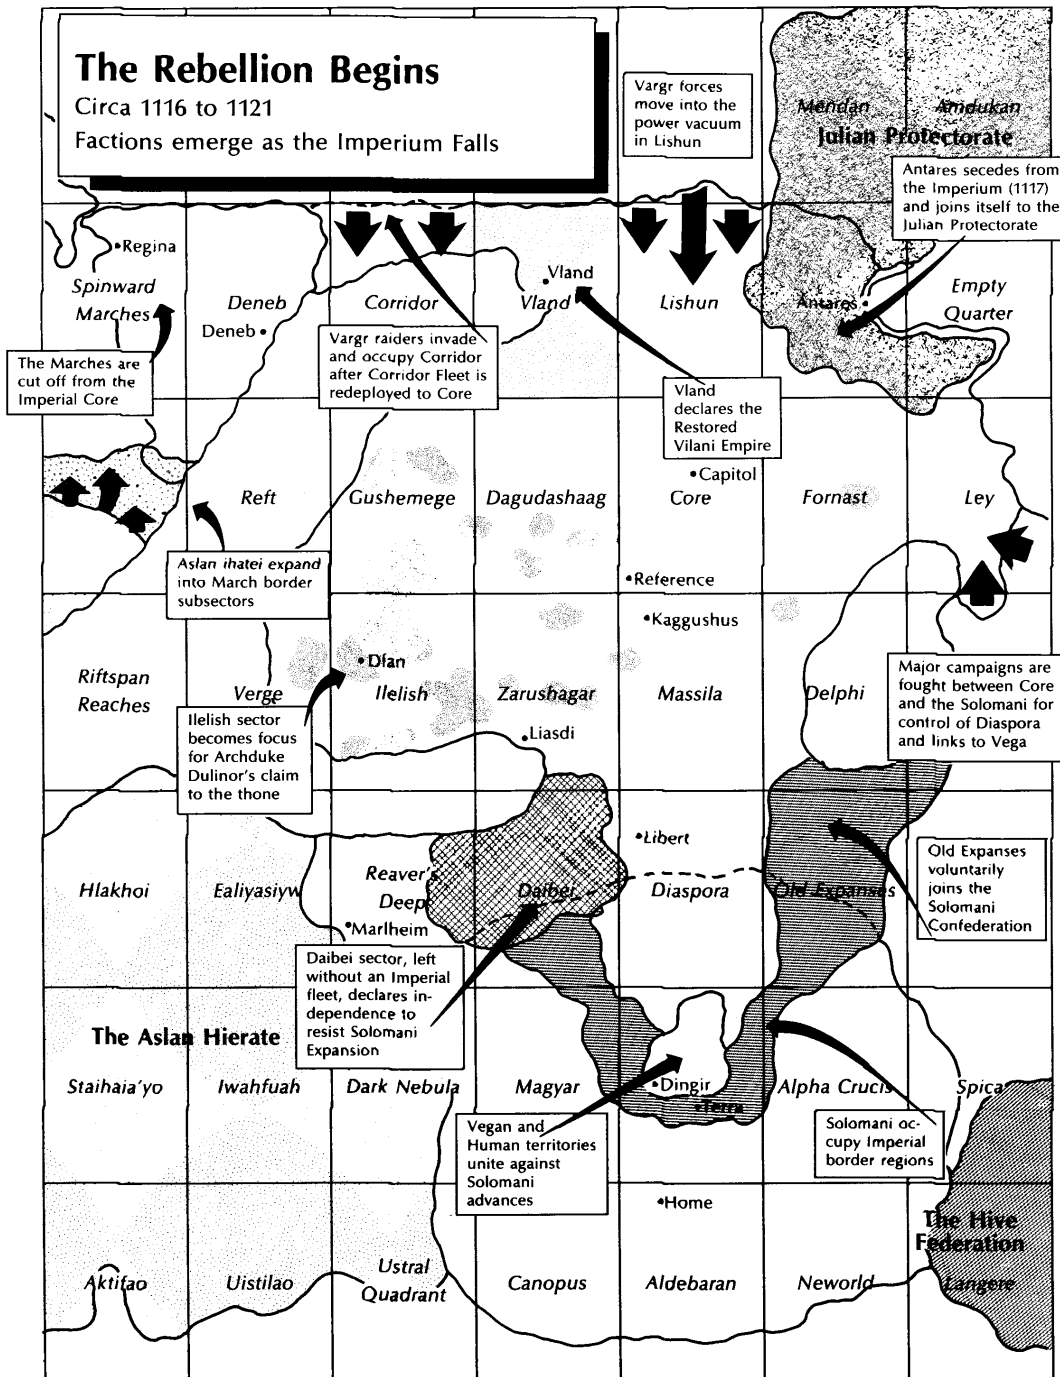 The Rebellion Begins
Circa 1116 to 1121
Factions emerge as the Imperium Falls
Vargr forces
move into the
power vacuum
in Lishun
Mendan
Amdukan
Julian Protectorate
Antares secedes from
the Imperium (1117)
and joins itself to the
Julian Protectorate
Regina
Spinward
Marches
Deneb
Deneb
Corridor
Vland
Vland
Lishun
Antares
Empty
Quarter
The Marches are
cut off from the
Imperial Core
Vargr raiders invade
and occupy Corridor
after Corridor Fleet is
redeployed to Core
Vland
declares the
Restored
Vilani Empire
Capitol
Reft
Gushemege
Dagudashaag
Core
Fornast
Ley
Aslan ihatei expand
into March border
subsectors
Reference
Kaggushus
Dlan
Riftspan
Reaches
Verge
Ilelish
Zarushagar
Massila
Delphi
Major campaigns are
fought between Core
and the Solomani for
control of Diaspora
and links to Vega
Ilelish sector
becomes focus
for Archduke
Dulinor's claim
to the thone
Liasdi
Libert
Hlakhoi
Ealiyasiyw
Reaver's
Deep
Daibei
Diaspora
Old Expanses
Old Expanses
voluntarily
joins the
Solomani
Confederation
Marlheim
Daibei sector, left
without an Imperial
fleet, declares in-
dependence to
resist Solomani
Expansion
The Aslan Hierate
Staihaia'yo
Iwahfuah
Dark Nebula
Magyar
Dingir
Terra
Alpha Crucis
Spica
Vegan and
Human territories
unite against
Solomani
advances
Solomani oc-
cupy Imperial
border regions
Home
The Hive
Federation
Aktifao
Uistilao
Ustral
Quadrant
Canopus
Aldebaran
Neworld
Langere